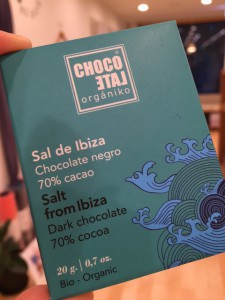 CHOCO
LATE
orgániko
Sal de Ibiza
Chocolate negro
70% cacao
Salt
from Ibiza
Dark chocolate
70% cocoa
20 g. | 0,7 oz.
Bio - Organic